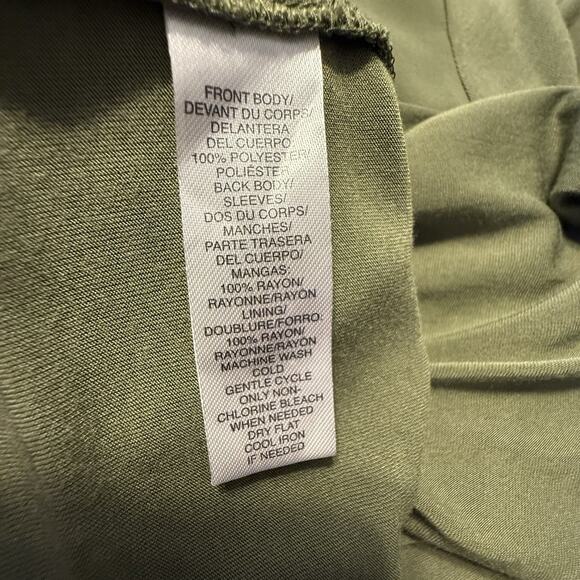 FRONT BODY/
DEVANT DU CORPS/
DELANTERA
DEL CUERPO
100% POLYESTER/
POLIÉSTER
BACK BODY/
SLEEVES/
DOS DU CORPS/
MANCHES/
PARTE TRASERA
DEL CUERPO/
MANGAS:
100% RAYON/
RAYONNE/RAYON
LINING/
DOUBLURE/FORRO:
100% RAYON/
RAYONNE/RAYON
MACHINE WASH
COLD
GENTLE CYCLE
ONLY NON-
CHLORINE BLEACH
WHEN NEEDED
DRY FLAT
COOL IRON
IF NEEDED